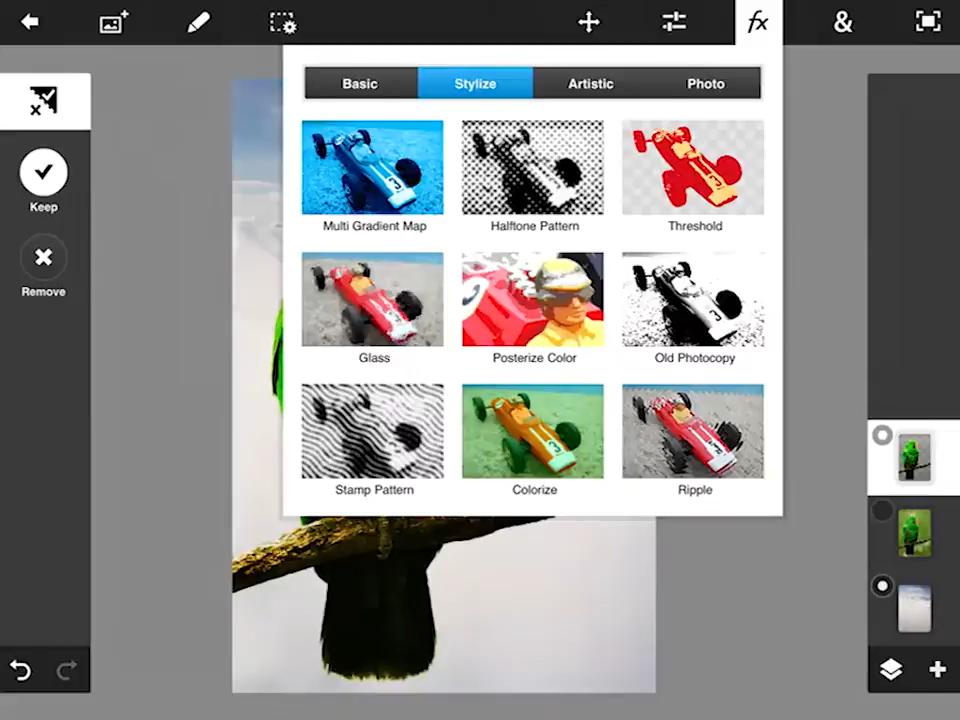 fx
&
Basic Stylize Artistic Photo
Multi Gradient Map Halftone Pattern Threshold
Keep
Remove
Glass Posterize Color Old Photocopy
Stamp Pattern Colorize Ripple